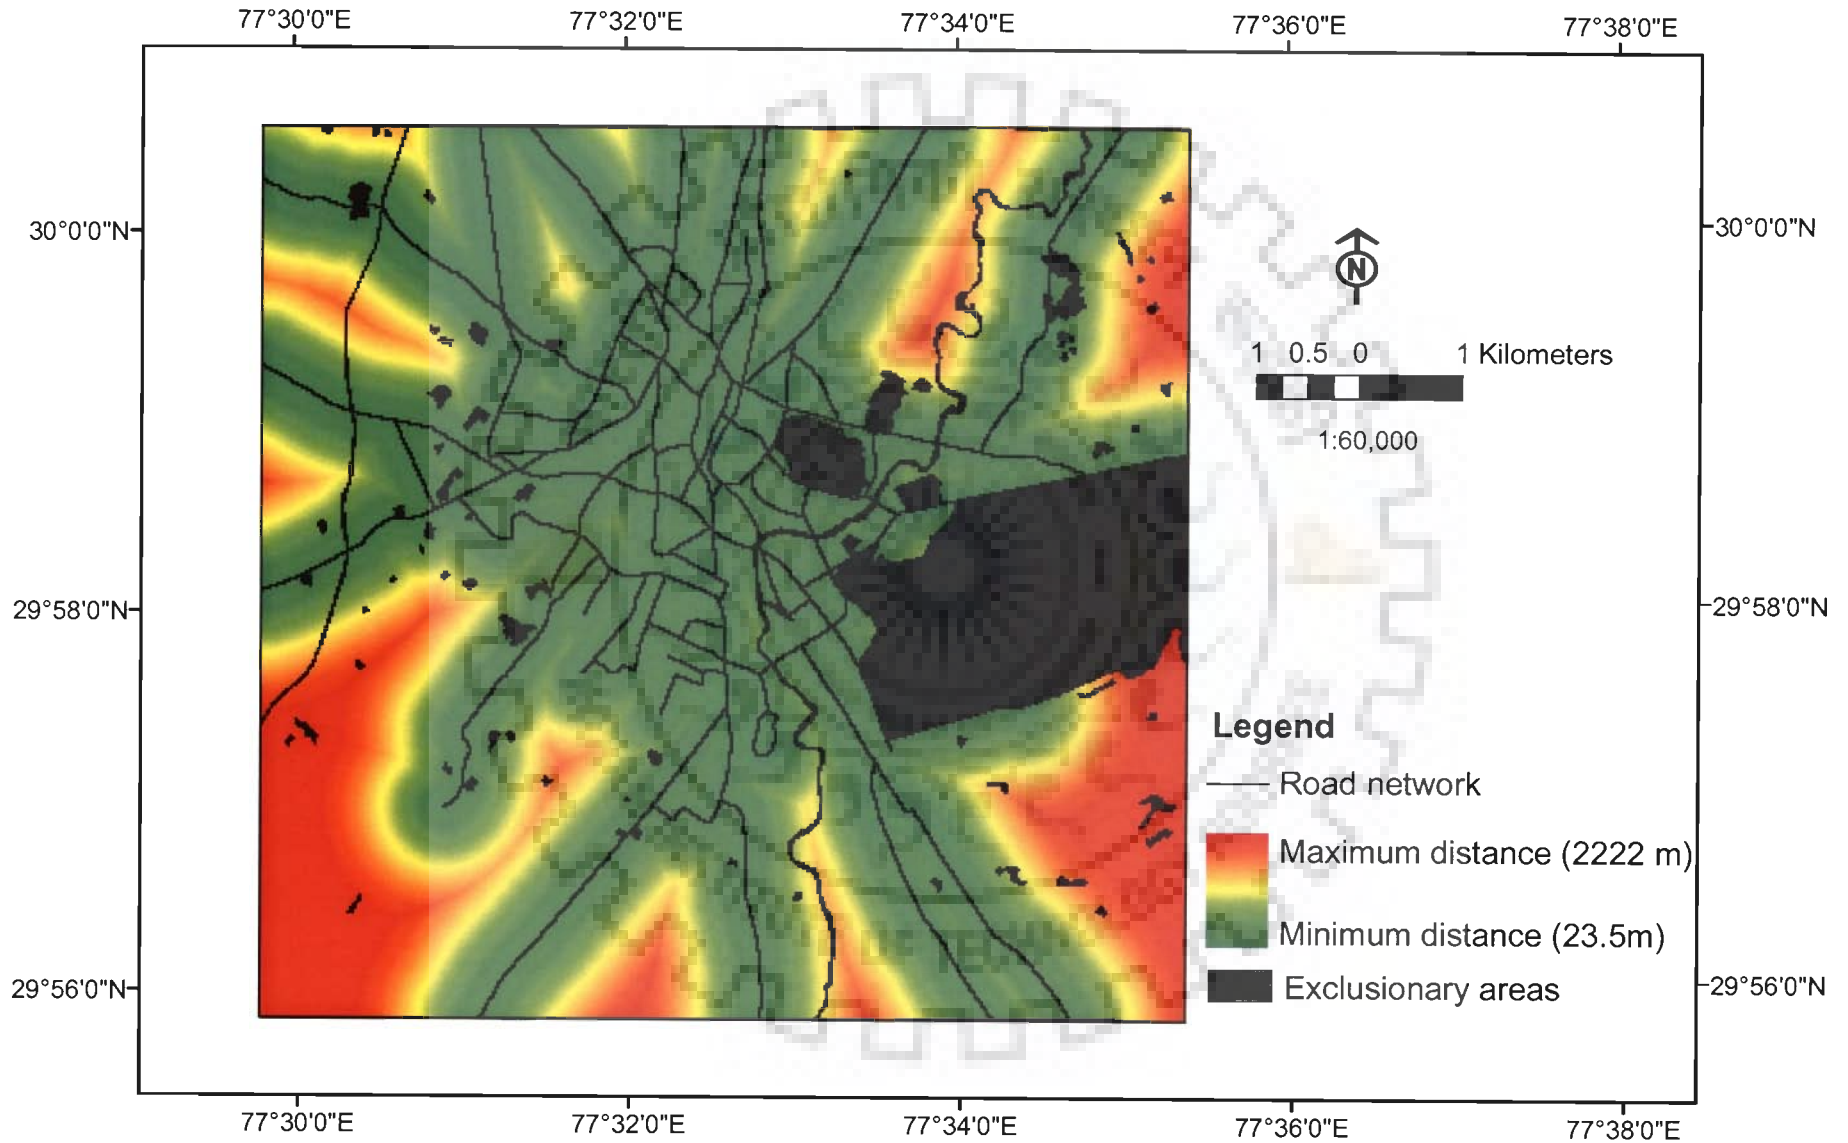 77°30'0"E 77°32'0"E 77°34'0"E 77°36'0"E 77°38'0"E
30°0'0"N 30°0'0"N
N
1 0.5 0 1 Kilometers
1:60,000
29°58'0"N 29°58'0"N
Legend
Road network
Maximum distance (2222 m)
Minimum distance (23.5m)
Exclusionary areas
29°56'0"N 29°56'0"N
77°30'0"E 77°32'0"E 77°34'0"E 77°36'0"E 77°38'0"E